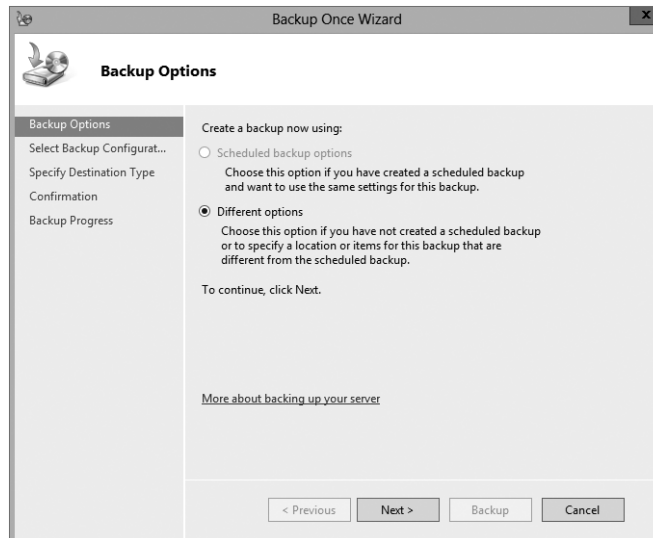 Backup Once Wizard
x
Backup Options
Backup Options
Select Backup Configurat...
Specify Destination Type
Confirmation
Backup Progress
Create a backup now using:
Scheduled backup options
Choose this option if you have created a scheduled backup
and want to use the same settings for this backup.
Different options
Choose this option if you have not created a scheduled backup
or to specify a location or items for this backup that are
different from the scheduled backup.
To continue, click Next.
More about backing up your server
< Previous
Next >
Backup
Cancel